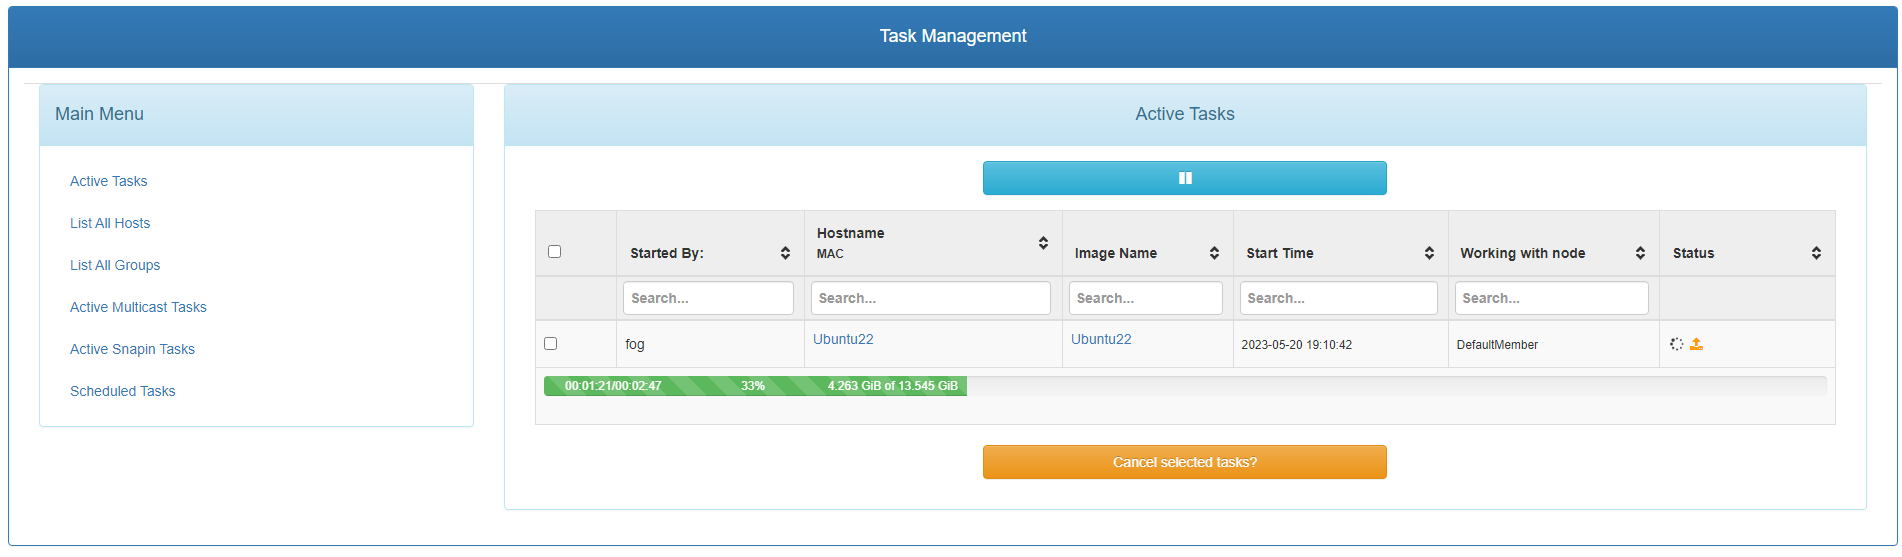 Task Management
Main Menu
Active Tasks
List All Hosts
List All Groups
Active Multicast Tasks
Active Snapin Tasks
Scheduled Tasks
Active Tasks
Started By: Hostname MAC Image Name Start Time Working with node Status
Search... Search... Search... Search... Search...
fog Ubuntu22 Ubuntu22 2023-05-20 19:10:42 DefaultMember
00:01:21/00:02:47 33% 4.263 GiB of 13.545 GiB
Cancel selected tasks?